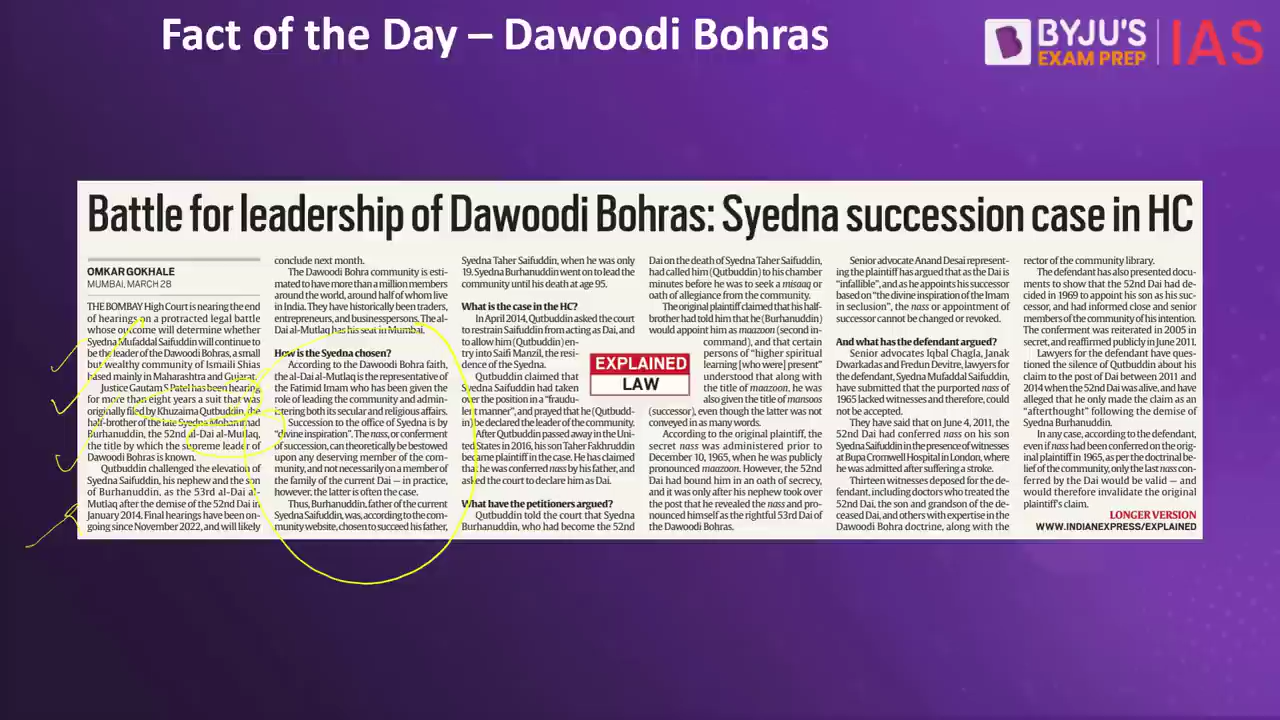 Fact of the Day – Dawoodi Bohras
BYJU'S
EXAM PREP
IAS
Battle for leadership of Dawoodi Bohras: Syedna succession case in HC
OMKAR GOKHALE
MUMBAI, MARCH 28
THE BOMBAY High Court is nearing the end
of hearings on a protracted legal battle
whose outcome will determine whether
Syedna Mufaddal Saifuddin will continue to
be the leader of the Dawoodi Bohras, a small
but wealthy community of Ismaili Shias
based mainly in Maharashtra and Gujarat.
Justice Gautam S Patel has been hearing
for more than eight years a suit that was
originally filed by Khuzaima Qutbuddin, the
half-brother of the late Syedna Mohammad
Burhanuddin, the 52nd al-Dai al-Mutlaq,
the title by which the supreme leader of
Dawoodi Bohras is known.
Qutbuddin challenged the elevation of
Syedna Saifuddin, his nephew and the son
of Burhanuddin, as the 53rd al-Dai al-
Mutlaq after the demise of the 52nd Dai in
January 2014. Final hearings have been on-
going since November 2022, and will likely
conclude next month.
The Dawoodi Bohra community is esti-
mated to have more than a million members
around the world, around half of whom live
in India. They have historically been traders,
entrepreneurs, and businesspersons. The al-
Dai al-Mutlaq has his seat in Mumbai.
How is the Syedna chosen?
According to the Dawoodi Bohra faith,
the al-Dai al-Mutlaq is the representative of
the Fatimid Imam who has been given the
role of leading the community and admin-
istering both its secular and religious affairs.
Succession to the office of Syedna is by
"divine inspiration". The nass, or conferment
of succession, can theoretically be bestowed
upon any deserving member of the com-
munity, and not necessarily on a member of
the family of the current Dai — in practice,
however, the latter is often the case.
Thus, Burhanuddin, father of the current
Syedna Saifuddin, was, according to the com-
munity website, chosen to succeed his father,
Syedna Taher Saifuddin, when he was only
19. Syedna Burhanuddin went on to lead the
community until his death at age 95.
What is the case in the HC?
In April 2014, Qutbuddin asked the court
to restrain Saifuddin from acting as Dai, and
to allow him (Qutbuddin) en-
try into Saifi Manzil, the resi-
dence of the Syedna.
Qutbuddin claimed that
Syedna Saifuddin had taken
over the position in a "fraudu-
lent manner", and prayed that he (Qutbudd-
in) be declared the leader of the community.
After Qutbuddin passed away in the Uni-
ted States in 2016, his son Taher Fakhruddin
became plaintiff in the case. He has claimed
that he was conferred nass by his father, and
asked the court to declare him as Dai.
What have the petitioners argued?
Qutbuddin told the court that Syedna
Burhanuddin, who had become the 52nd
Dai on the death of Syedna Taher Saifuddin,
had called him (Qutbuddin) to his chamber
minutes before he was to seek a misaq or
oath of allegiance from the community.
The original plaintiff claimed that his half-
brother had told him that he (Burhanuddin)
would appoint him as mazoon (second in-
command), and that certain
persons of "higher spiritual
learning [who were] present"
understood that along with
the title of mazoon, he was
also given the title of mansoos
(successor), even though the latter was not
conveyed in as many words.
According to the original plaintiff, the
secret nass was administered prior to
December 10, 1965, when he was publicly
pronounced maazoon. However, the 52nd
Dai had bound him in an oath of secrecy,
and it was only after his nephew took over
the post that he revealed the nass and pro-
nounced himself as the rightful 53rd Dai of
the Dawoodi Bohras.
EXPLAINED
LAW
Senior advocate Anand Desai represent-
ing the plaintiff has argued that as the Dai is
"infallible", and as he appoints his successor
based on "the divine inspiration of the Imam
in seclusion", the nass or appointment of
successor cannot be changed or revoked.
And what has the defendant argued?
Senior advocates Iqbal Chagla, Janak
Dwarkadas and Fredun Devitre, lawyers for
the defendant, Syedna Mufaddal Saifuddin,
have submitted that the purported nass of
1965 lacked witnesses and therefore, could
not be accepted.
They have said that on June 4, 2011, the
52nd Dai had conferred nass on his son
Syedna Saifuddin in the presence of witnesses
at Bupa Cromwell Hospital in London, where
he was admitted after suffering a stroke.
Thirteen witnesses deposed for the de-
fendant, including doctors who treated the
52nd Dai, the son and grandson of the de-
ceased Dai, and others with expertise in the
Dawoodi Bohra doctrine, along with the
rector of the community library.
The defendant has also presented docu-
ments to show that the 52nd Dai had de-
cided in 1969 to appoint his son as his suc-
cessor, and had informed close and senior
members of the community of his intention.
The conferment was reiterated in 2005 in
secret, and reaffirmed publicly in June 2011.
Lawyers for the defendant have ques-
tioned the silence of Qutbuddin about his
claim to the post of Dai between 2011 and
2014 when the 52nd Dai was alive, and have
alleged that he only made the claim as an
"afterthought" following the demise of
Syedna Burhanuddin.
In any case, according to the defendant,
even if nass had been conferred on the orig-
inal plaintiff in 1965, as per the doctrinal be-
lief of the community, only the last nass con-
ferred by the Dai would be valid — and
would therefore invalidate the original
plaintiff's claim.
LONGER VERSION
WWW.INDIANEXPRESS/EXPLAINED